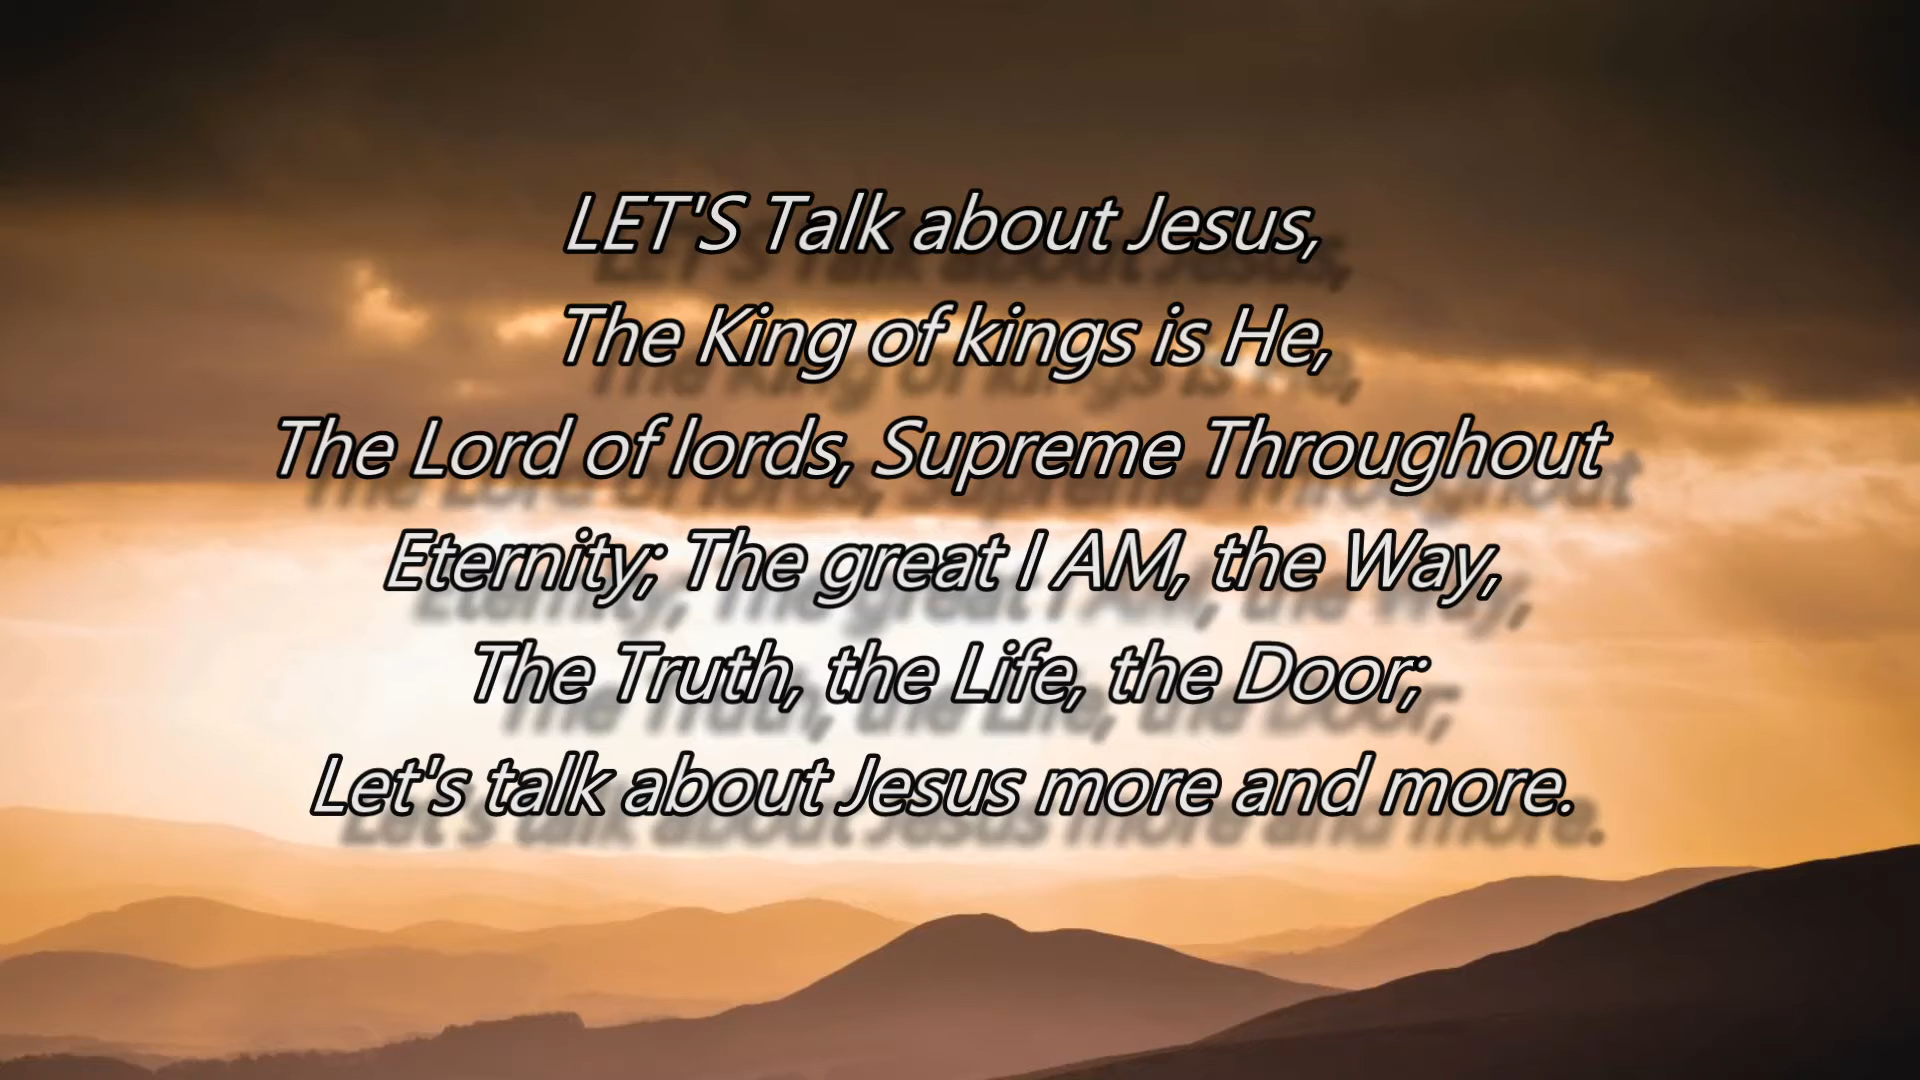 LET'S Talk about Jesus,
The King of kings is He,
The Lord of lords, Supreme Throughout
Eternity; The great I AM, the Way,
The Truth, the Life, the Door;
Let's talk about Jesus more and more.